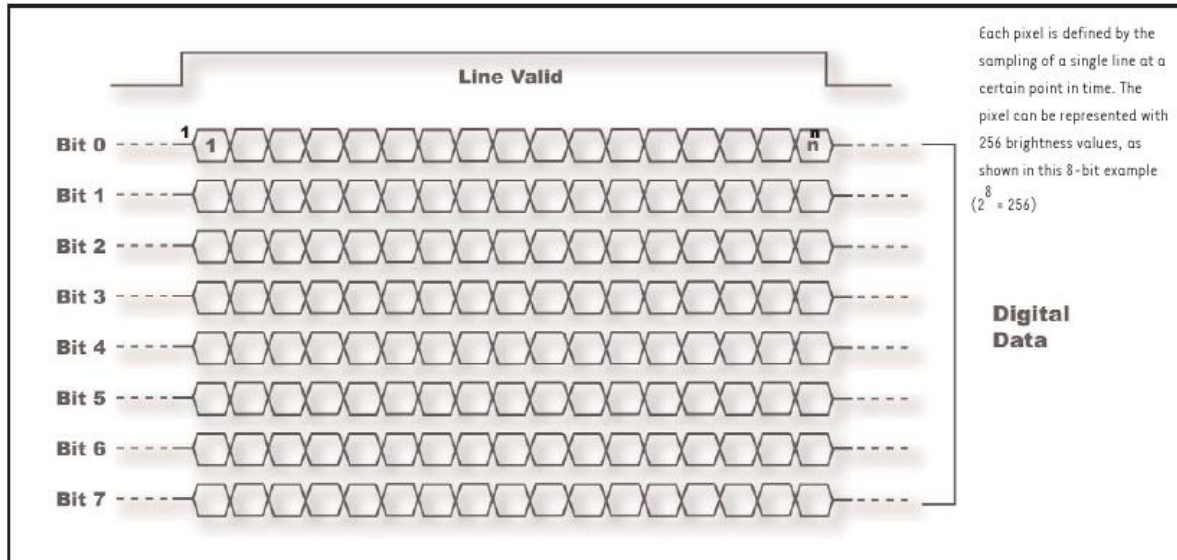 Each pixel is defined by the
sampling of a single line at a
certain point in time. The
pixel can be represented with
256 brightness values, as
shown in this 8-bit example
(2⁸ = 256)
Line Valid
Bit 0 1 1 n n
Bit 1
Bit 2
Bit 3
Bit 4
Bit 5
Bit 6
Bit 7
Digital
Data